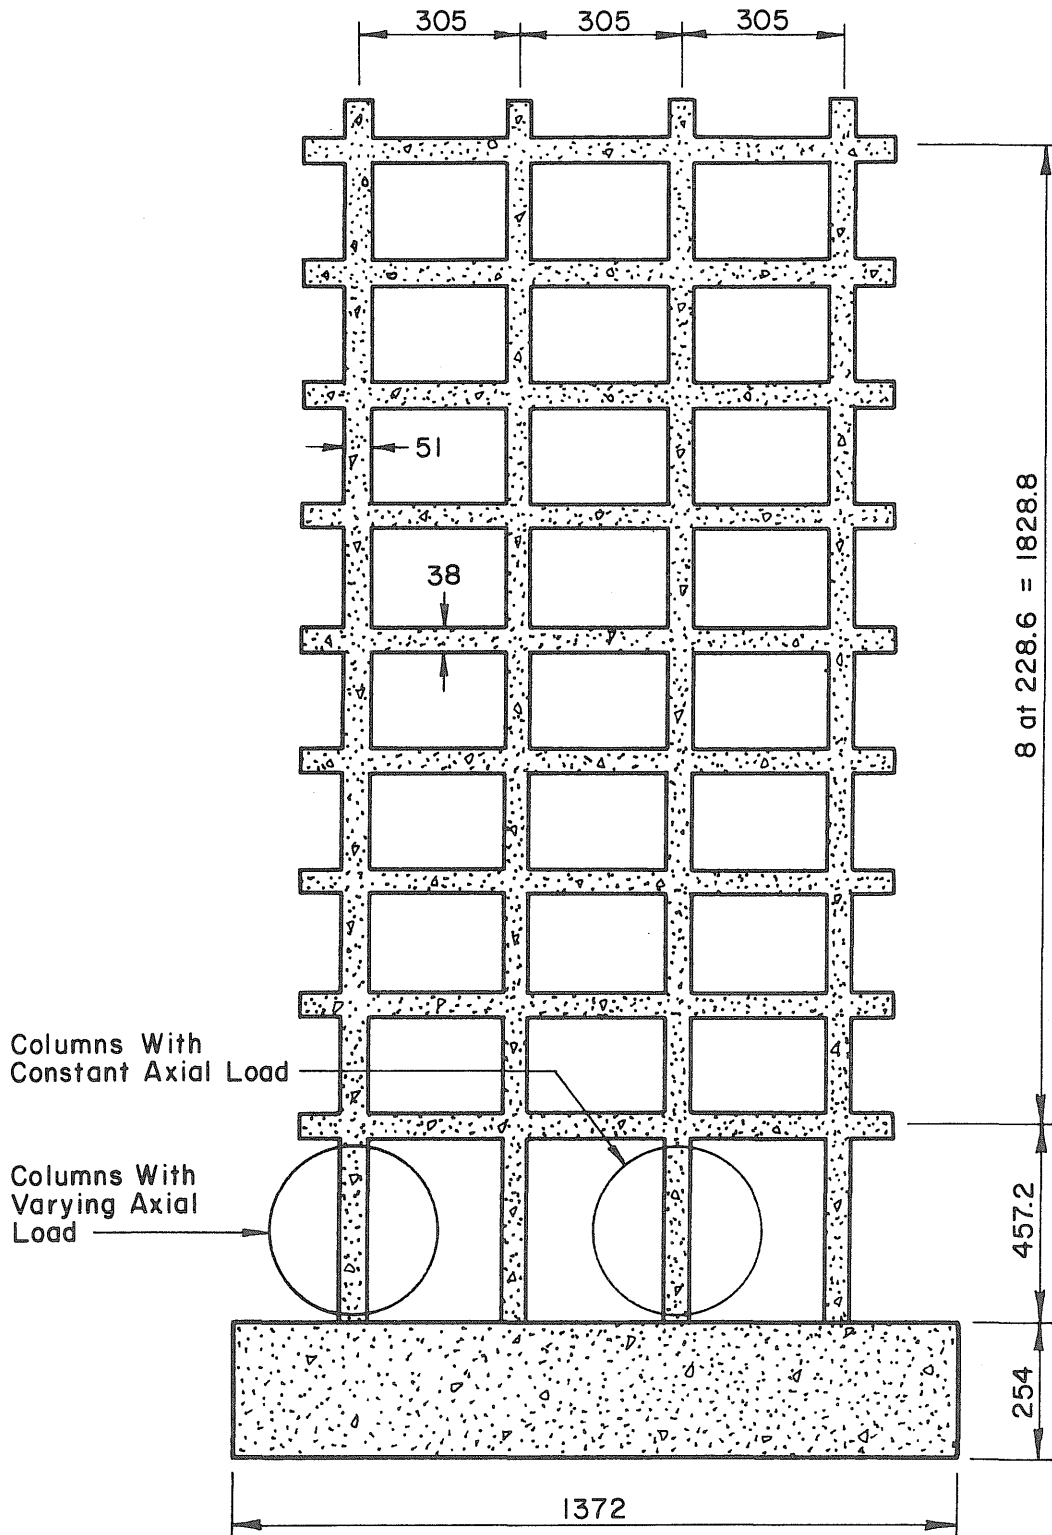 305
305
305
51
38
8 at 228.6 = 1828.8
Columns With
Constant Axial Load
Columns With
Varying Axial
Load
457.2
254
1372